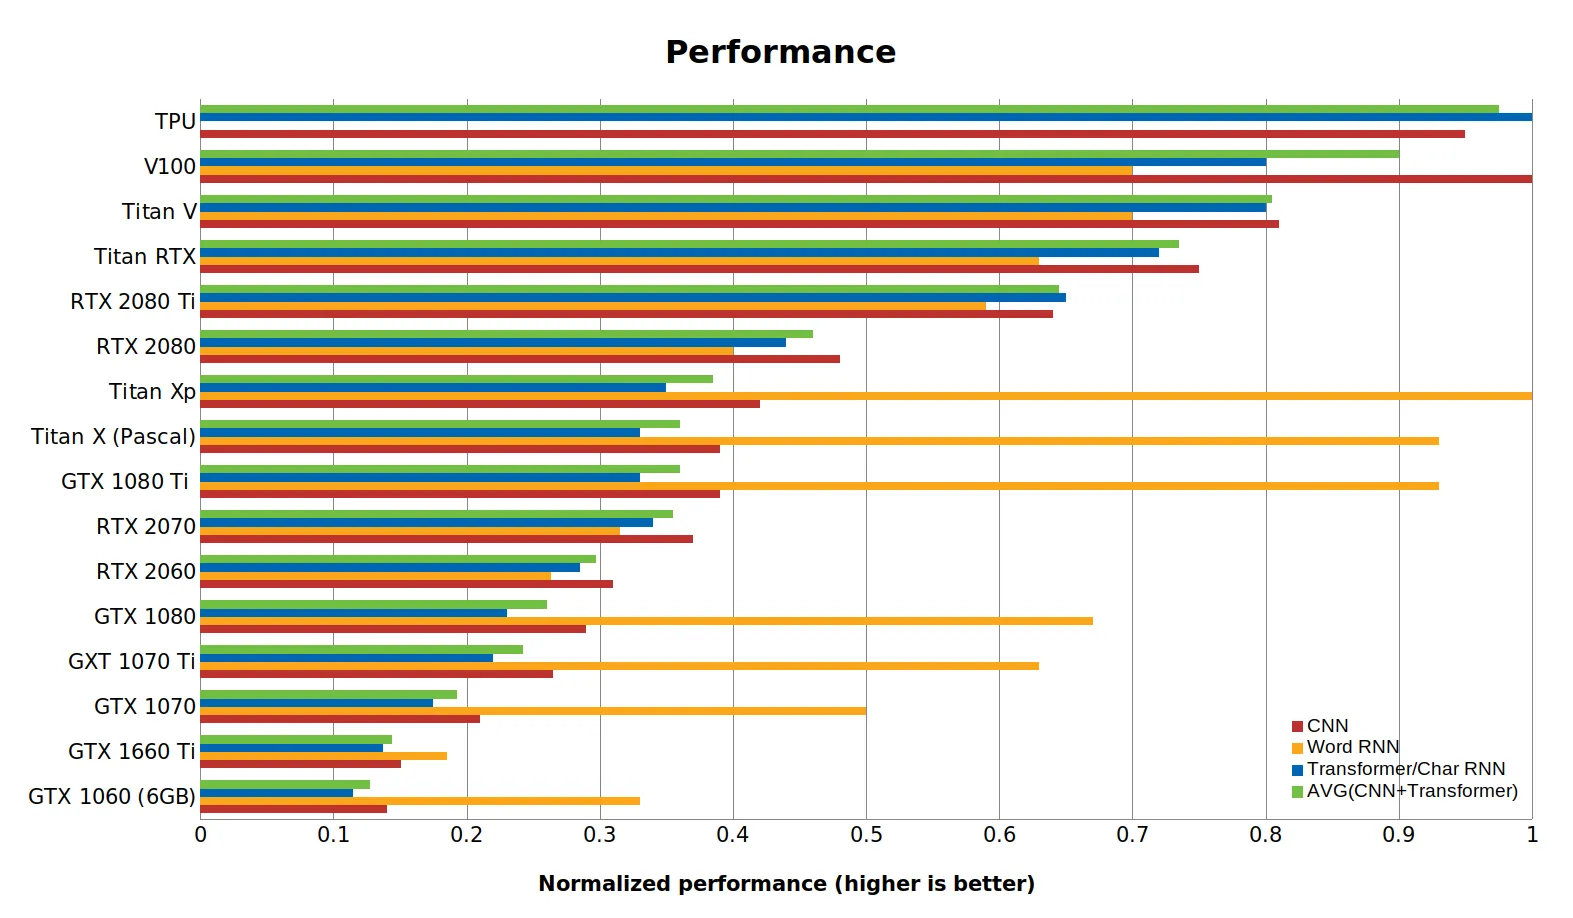 Performance
TPU
V100
Titan V
Titan RTX
RTX 2080 Ti
RTX 2080
Titan Xp
Titan X (Pascal)
GTX 1080 Ti
RTX 2070
RTX 2060
GTX 1080
GXT 1070 Ti
GTX 1070
GTX 1660 Ti
GTX 1060 (6GB)
CNN
Word RNN
Transformer/Char RNN
AVG(CNN+Transformer)
0 0.1 0.2 0.3 0.4 0.5 0.6 0.7 0.8 0.9 1
Normalized performance (higher is better)